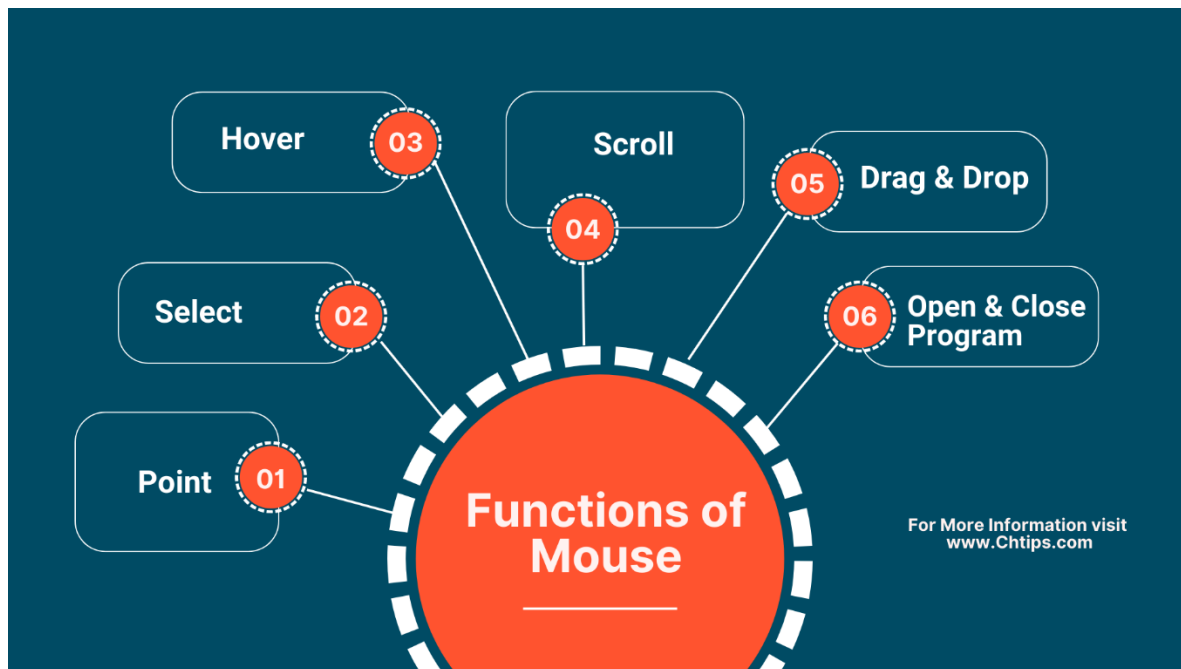 Hover
03
Scroll
04
05
Drag & Drop
Select
02
06
Open & Close
Program
Point
01
Functions of
Mouse
For More Information visit
www.Chtips.com